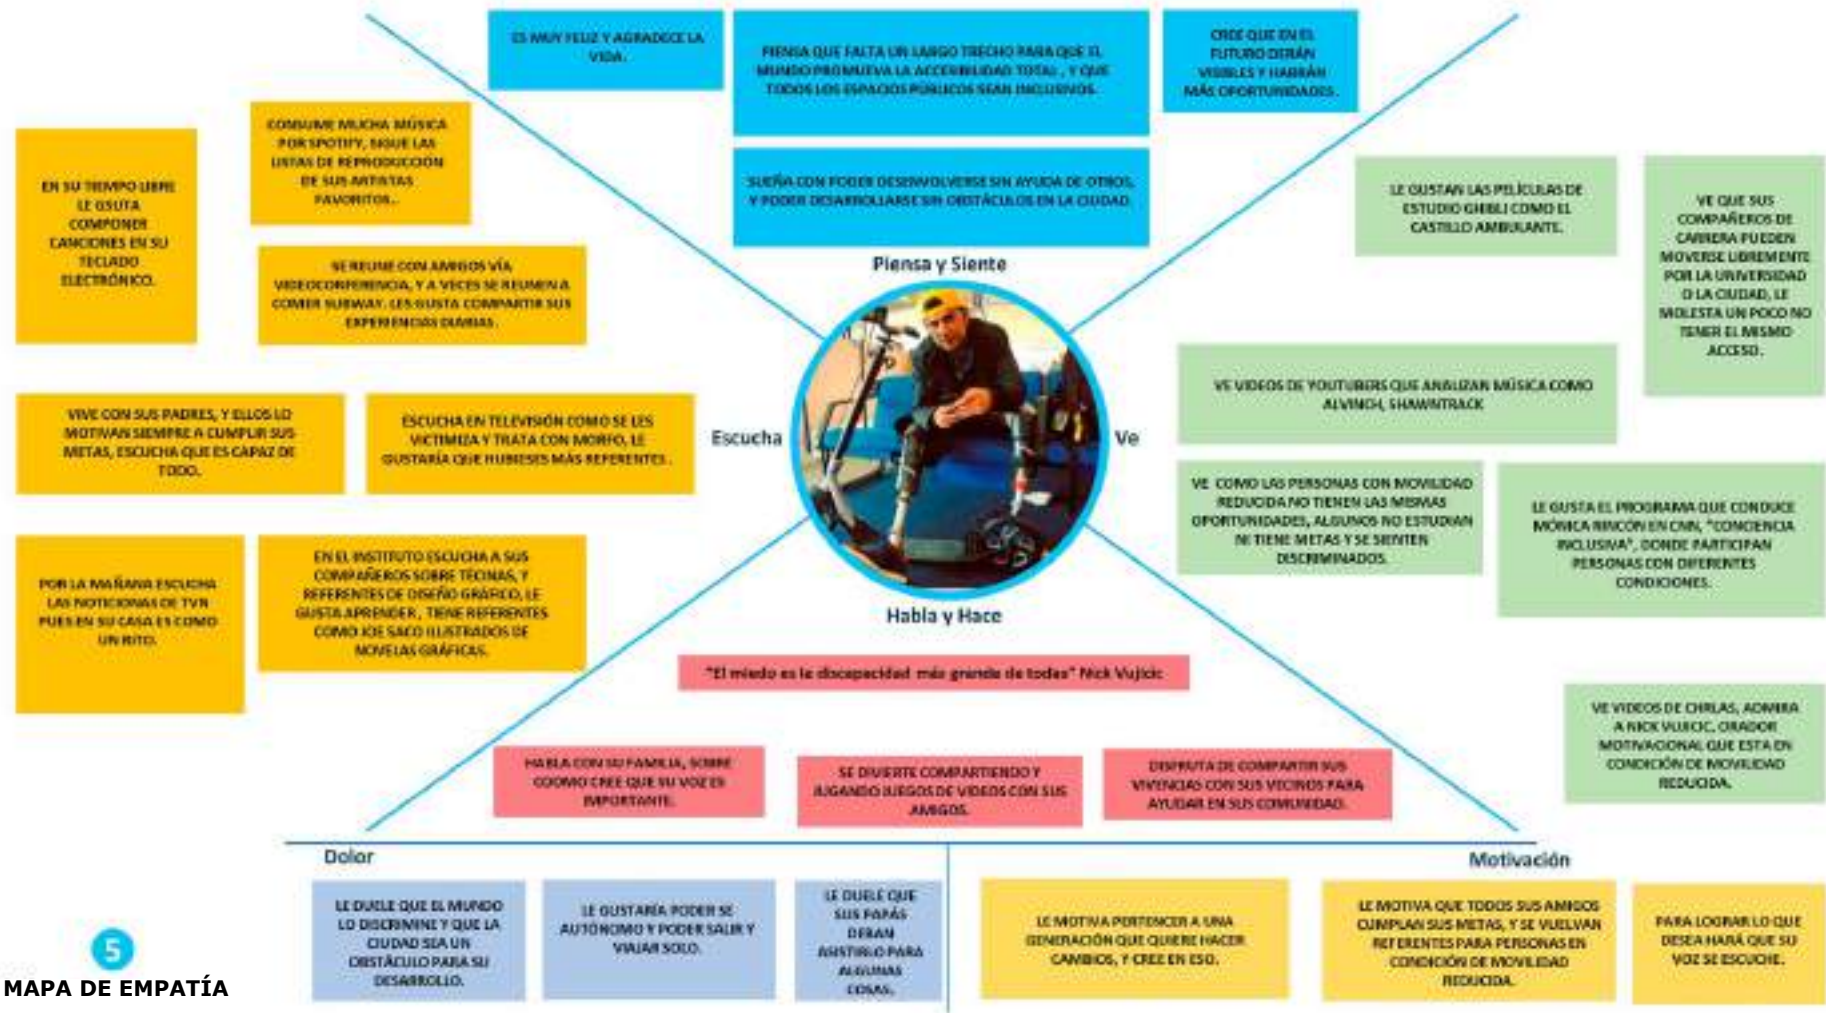 ES MUY FELIZ Y AGRADECE LA
VIDA.
PIENSA QUE FALTA UN LARGO TRECHO PARA QUE EL
MUNDO PROMUEVA LA ACCESIBILIDAD TOTAL , Y QUE
TODOS LOS ESPACIOS PÚBLICOS SEAN INCLUSIVOS.
CREE QUE EN EL
FUTURO DERÁN
VISIBLES Y HABRÁN
MÁS OPORTUNIDADES.
SUEÑA CON PODER DESENVOLVERSE SIN AYUDA DE OTROS,
Y PODER DESARROLLARSE SIN OBSTÁCULOS EN LA CIUDAD.
Piensa y Siente
CONSUME MUCHA MÚSICA
POR SPOTIFY, SIGUE LAS
LISTAS DE REPRODUCCIÓN
DE SUS ARTISTAS
FAVORITOS..
EN SU TIEMPO LIBRE
LE GSUTA
COMPONER
CANCIONES EN SU
TECLADO
ELECTRÓNICO.
SE REUNE CON AMIGOS VÍA
VIDEOCONFERENCIA, Y A VECES SE REUNEN A
COMER SUBWAY. LES GUSTA COMPARTIR SUS
EXPERIENCIAS DIARIAS.
VIVE CON SUS PADRES, Y ELLOS LO
MOTIVAN SIEMPRE A CUMPLIR SUS
METAS, ESCUCHA QUE ES CAPAZ DE
TODO.
ESCUCHA EN TELEVISIÓN COMO SE LES
VICTIMIZA Y TRATA CON MORFO, LE
GUSTARÍA QUE HUBIESES MÁS REFERENTES .
Escucha
POR LA MAÑANA ESCUCHA
LAS NOTICIONAS DE TVN
PUES EN SU CASA ES COMO
UN RITO.
EN EL INSTITUTO ESCUCHA A SUS
COMPAÑEROS SOBRE TÉCINAS, Y
REFERENTES DE DISEÑO GRÁFICO, LE
GUSTA APRENDER , TIENE REFERENTES
COMO JOE SACO ILUSTRADOS DE
NOVELAS GRÁFICAS.
LE GUSTAN LAS PELÍCULAS DE
ESTUDIO GHIBLI COMO EL
CASTILLO AMBULANTE.
VE QUE SUS
COMPAÑEROS DE
CARRERA PUEDEN
MOVERSE LIBREMENTE
POR LA UNIVERSIDAD
O LA CIUDAD, LE
MOLESTA UN POCO NO
TENER EL MISMO
ACCESO.
VE VIDEOS DE YOUTUBERS QUE ANALIZAN MÚSICA COMO
ALVINCH, SHAWNTRACK
Ve
VE COMO LAS PERSONAS CON MOVILIDAD
REDUCIDA NO TIENEN LAS MISMAS
OPORTUNIDADES, ALGUNOS NO ESTUDIAN
NI TIENE METAS Y SE SIENTEN
DISCRIMINADOS.
LE GUSTA EL PROGRAMA QUE CONDUCE
MÓNICA RINCÓN EN CNN, "CONCIENCIA
INCLUSIVA", DONDE PARTICIPAN
PERSONAS CON DIFERENTES
CONDICIONES.
VE VIDEOS DE CHRLAS, ADMIRA
A NICK VUJICIC, ORADOR
MOTIVACIONAL QUE ESTA EN
CONDICIÓN DE MOVILIDAD
REDUCIDA.
Habla y Hace
"El miedo es la discapacidad más grande de todas" Nick Vujicic
HABLA CON SU FAMILIA, SOBRE
COOMO CREE QUE SU VOZ ES
IMPORTANTE.
SE DIVIERTE COMPARTIENDO Y
JUGANDO JUEGOS DE VIDEOS CON SUS
AMIGOS.
DISFRUTA DE COMPARTIR SUS
VIVENCIAS CON SUS VECINOS PARA
AYUDAR EN SUS COMUNIDAD.
Dolor
LE DUELE QUE EL MUNDO
LO DISCRIMINE Y QUE LA
CIUDAD SEA UN
OBSTÁCULO PARA SU
DESARROLLO.
LE GUSTARÍA PODER SE
AUTÓNOMO Y PODER SALIR Y
VIAJAR SOLO.
LE DUELE QUE
SUS PAPÁS
DEBAN
ASISTIRLO PARA
ALGUNAS
COSAS.
Motivación
LE MOTIVA PERTENCER A UNA
GENERACIÓN QUE QUIERE HACER
CAMBIOS, Y CREE EN ESO.
LE MOTIVA QUE TODOS SUS AMIGOS
CUMPLAN SUS METAS, Y SE VUELVAN
REFERENTES PARA PERSONAS EN
CONDICIÓN DE MOVILIDAD
REDUCIDA.
PARA LOGRAR LO QUE
DESEA HARÁ QUE SU
VOZ SE ESCUCHE.
5
MAPA DE EMPATÍA